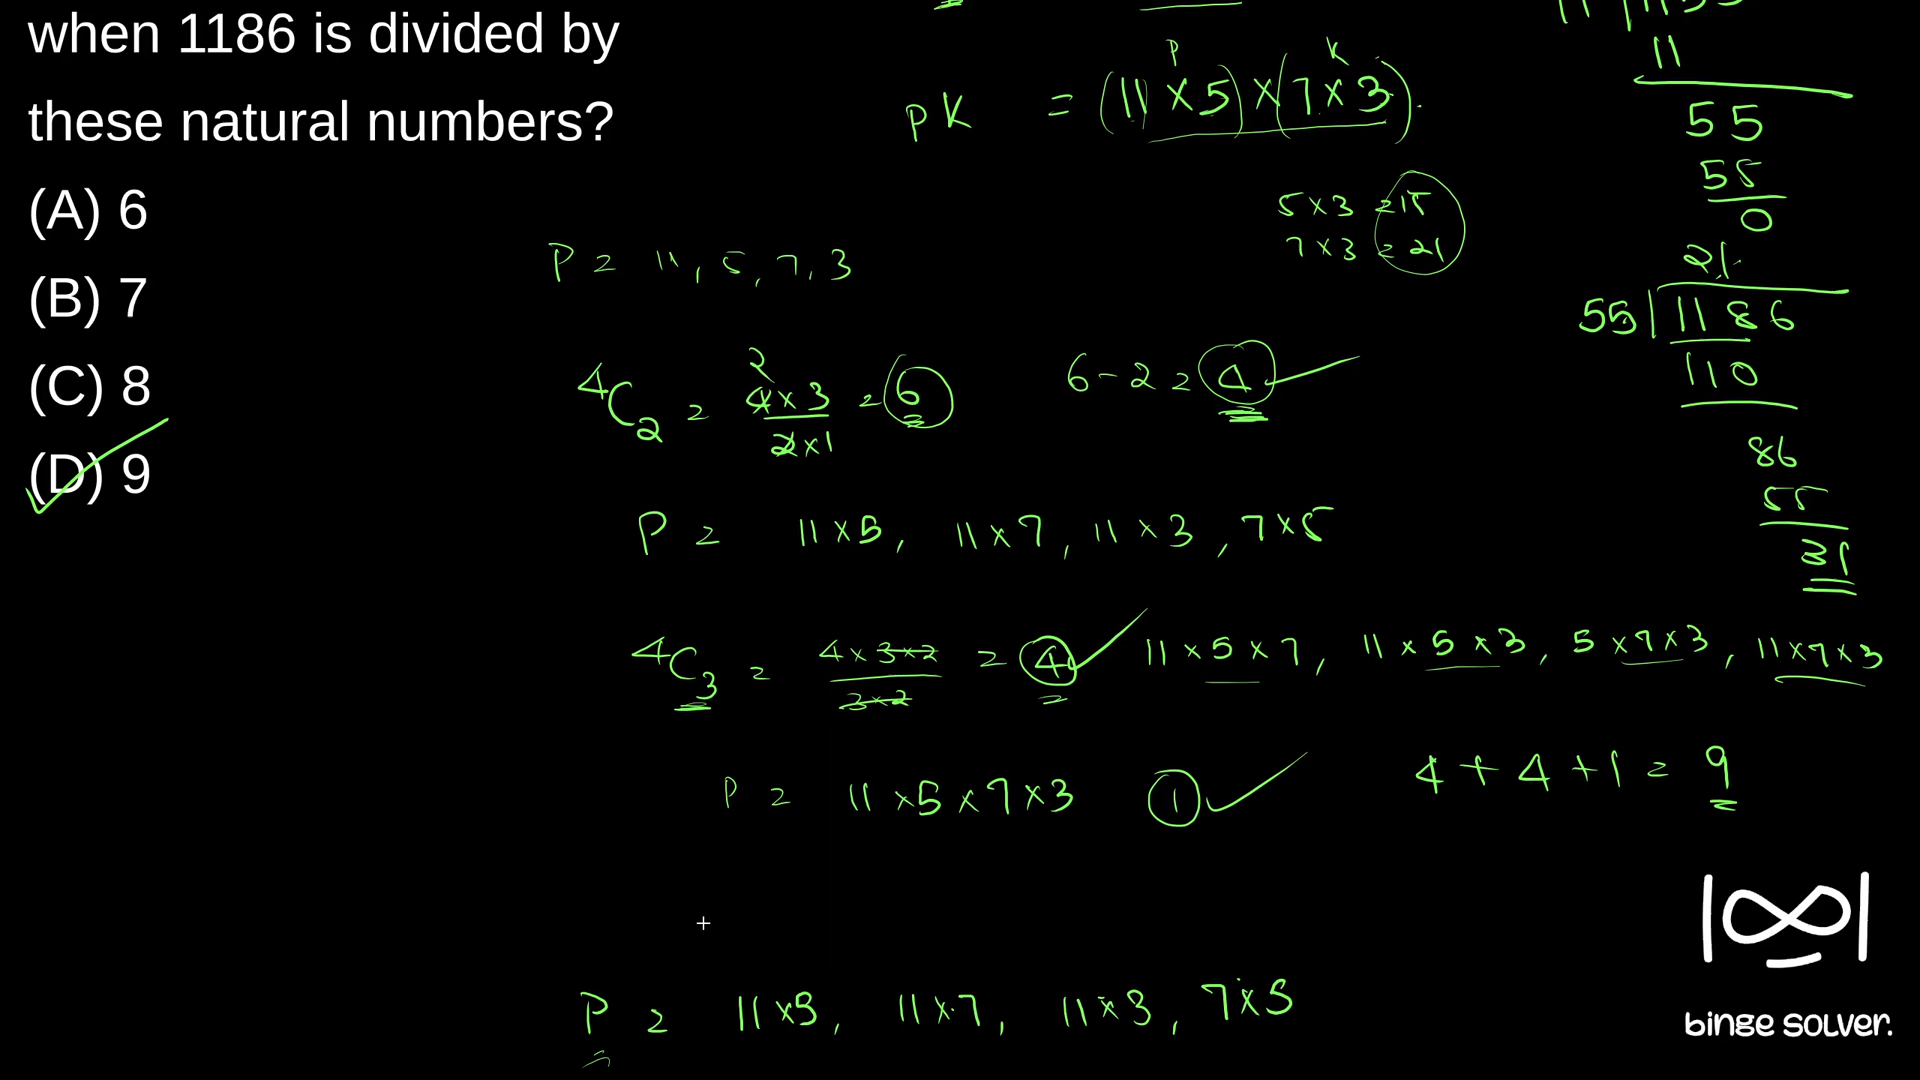 when 1186 is divided by
these natural numbers?
(A) 6
(B) 7
(C) 8
(D) 9
11
P K
pK = (11 × 5) × (7 × 3).
55
55
0
5 × 3 = 15
7 × 3 = 21
P = 11, 5, 7, 3
21
55 1186
110
86
55
31
2
4C2 = 4 × 3 / 2 × 1 = 6
6 - 2 = 4
P = 11 × 5, 11 × 7, 11 × 3, 7 × 5
4C3 = 4 × 3 × 2 / 3 × 2 = 4
11 × 5 × 7, 11 × 5 × 3, 5 × 7 × 3, 11 × 7 × 3
P = 11 × 5 × 7 × 3 1
4 + 4 + 1 = 9
P = 11 × 5, 11 × 7, 11 × 3, 7 × 5
binge solver.